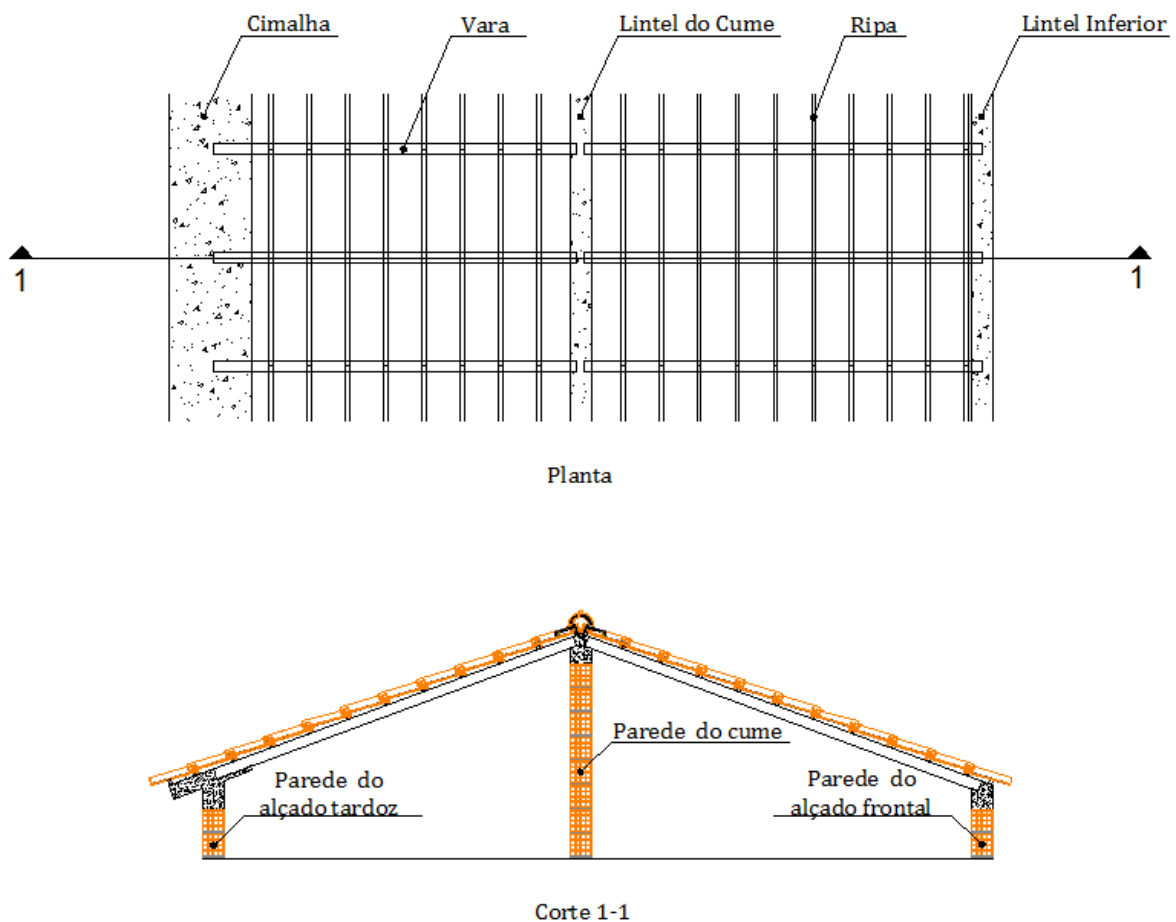 Cimalha
Vara
Lintel do Cume
Ripa
Lintel Inferior
1
1
Planta
Parede do cume
Parede do
alçado tardoz
Parede do
alçado frontal
Corte 1-1